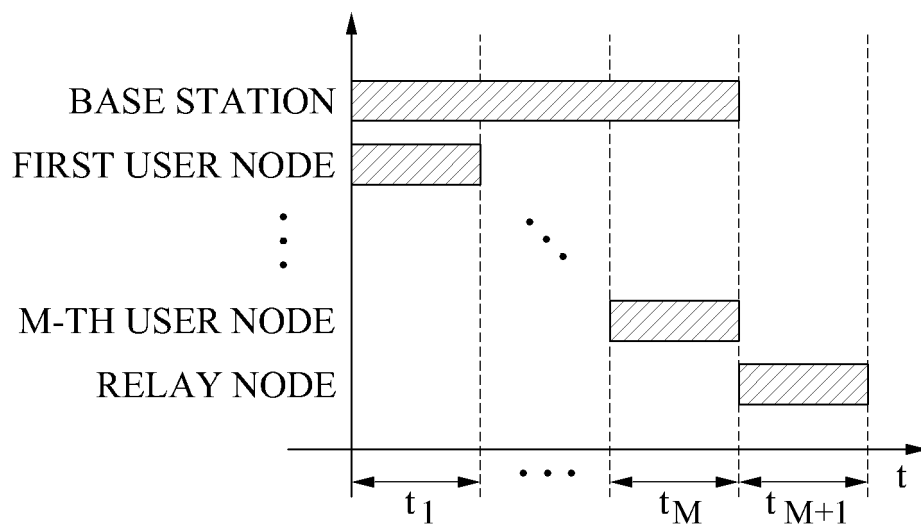 BASE STATION
FIRST USER NODE
M-TH USER NODE
RELAY NODE
t
t1 tM tM+1